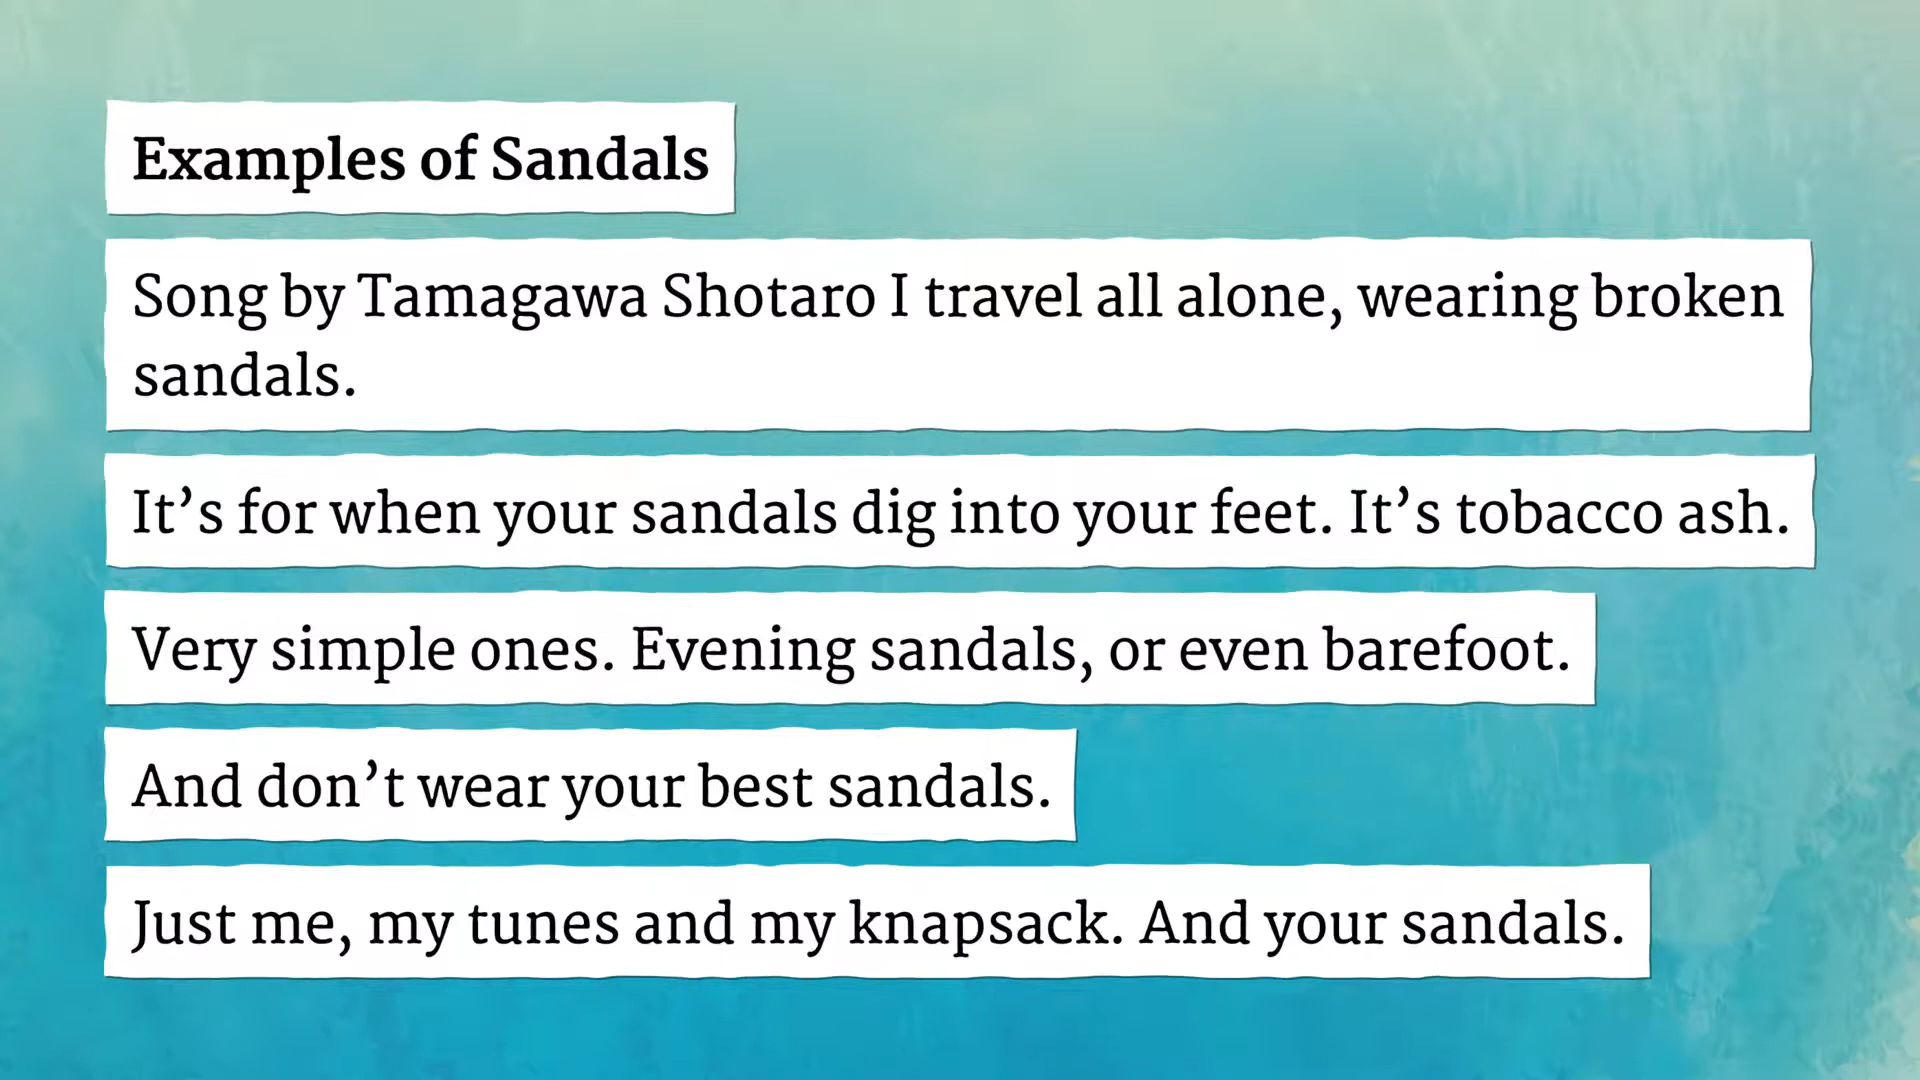 Examples of Sandals
Song by Tamagawa Shotaro I travel all alone, wearing broken
sandals.
It’s for when your sandals dig into your feet. It’s tobacco ash.
Very simple ones. Evening sandals, or even barefoot.
And don’t wear your best sandals.
Just me, my tunes and my knapsack. And your sandals.